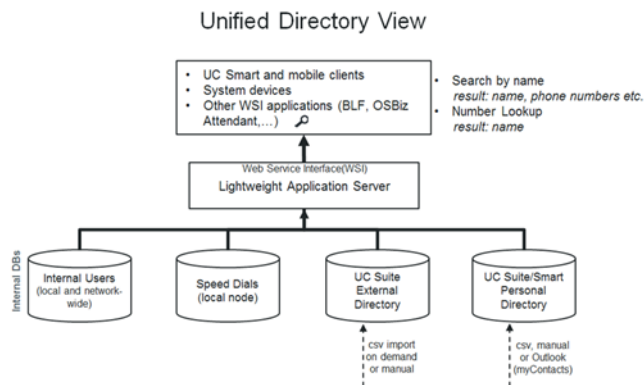 Unified Directory View
• UC Smart and mobile clients
• System devices
• Other WSI applications (BLF, OSBiz
Attendant,…)
• Search by name
result: name, phone numbers etc.
• Number Lookup
result: name
Web Service Interface(WSI)
Lightweight Application Server
Internal DBs
Internal Users
(local and network-
wide)
Speed Dials
(local node)
UC Suite
External
Directory
UC Suite/Smart
Personal
Directory
csv import
on demand
or manual
csv, manual
or Outlook
(myContacts)